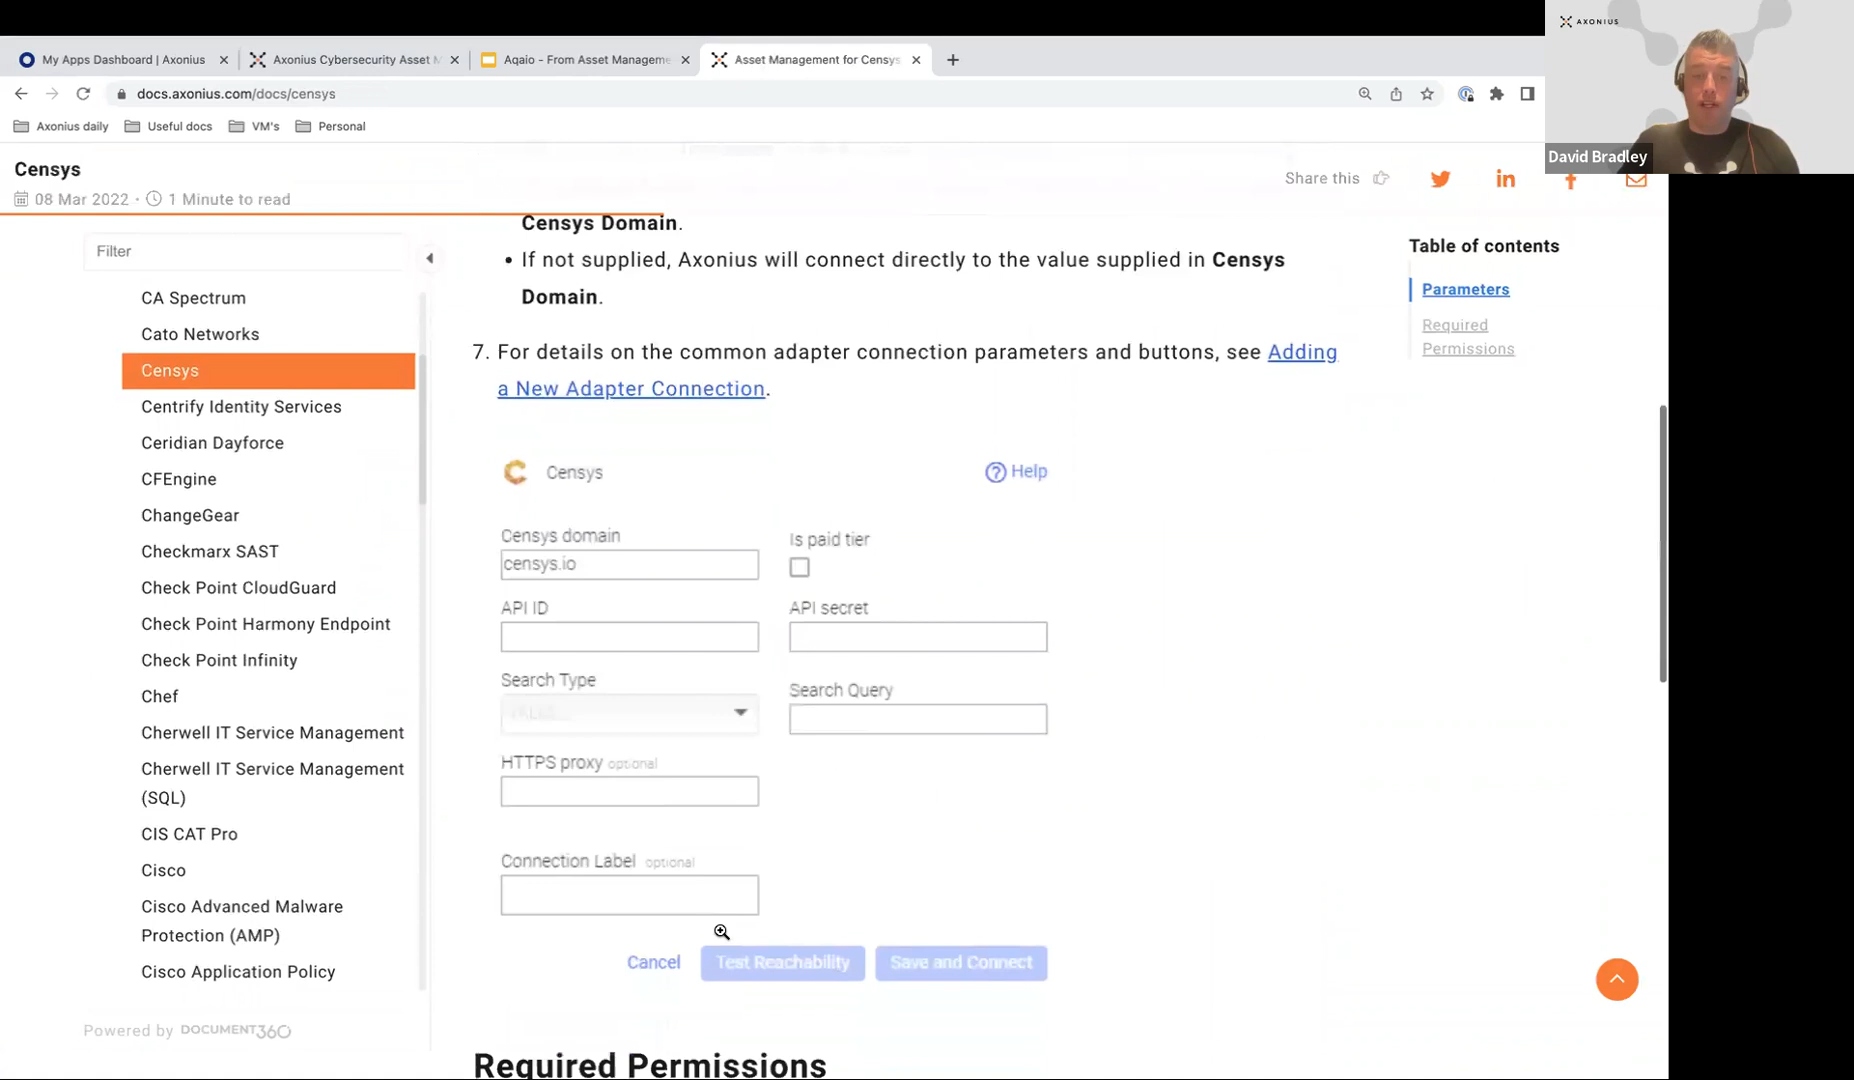 My Apps Dashboard | Axonius
Axonius Cybersecurity Asset M
Aqaio - From Asset Manageme
Asset Management for Censys
docs.axonius.com/docs/censys
Axonius daily
Useful docs
VM's
Personal
AXONIUS
David Bradley
Censys
08 Mar 2022 • 1 Minute to read
Share this
Filter
CA Spectrum
Cato Networks
Censys
Centrify Identity Services
Ceridian Dayforce
CFEngine
ChangeGear
Checkmarx SAST
Check Point CloudGuard
Check Point Harmony Endpoint
Check Point Infinity
Chef
Cherwell IT Service Management
Cherwell IT Service Management
(SQL)
CIS CAT Pro
Cisco
Cisco Advanced Malware
Protection (AMP)
Cisco Application Policy
Powered by DOCUMENT360
Censys Domain.
• If not supplied, Axonius will connect directly to the value supplied in Censys
Domain.
7. For details on the common adapter connection parameters and buttons, see Adding
a New Adapter Connection.
Censys
Help
Censys domain
censys.io
Is paid tier
API ID
API secret
Search Type
Search Query
HTTPS proxy optional
Connection Label optional
Cancel
Test Reachability
Save and Connect
Required Permissions
Table of contents
Parameters
Required
Permissions